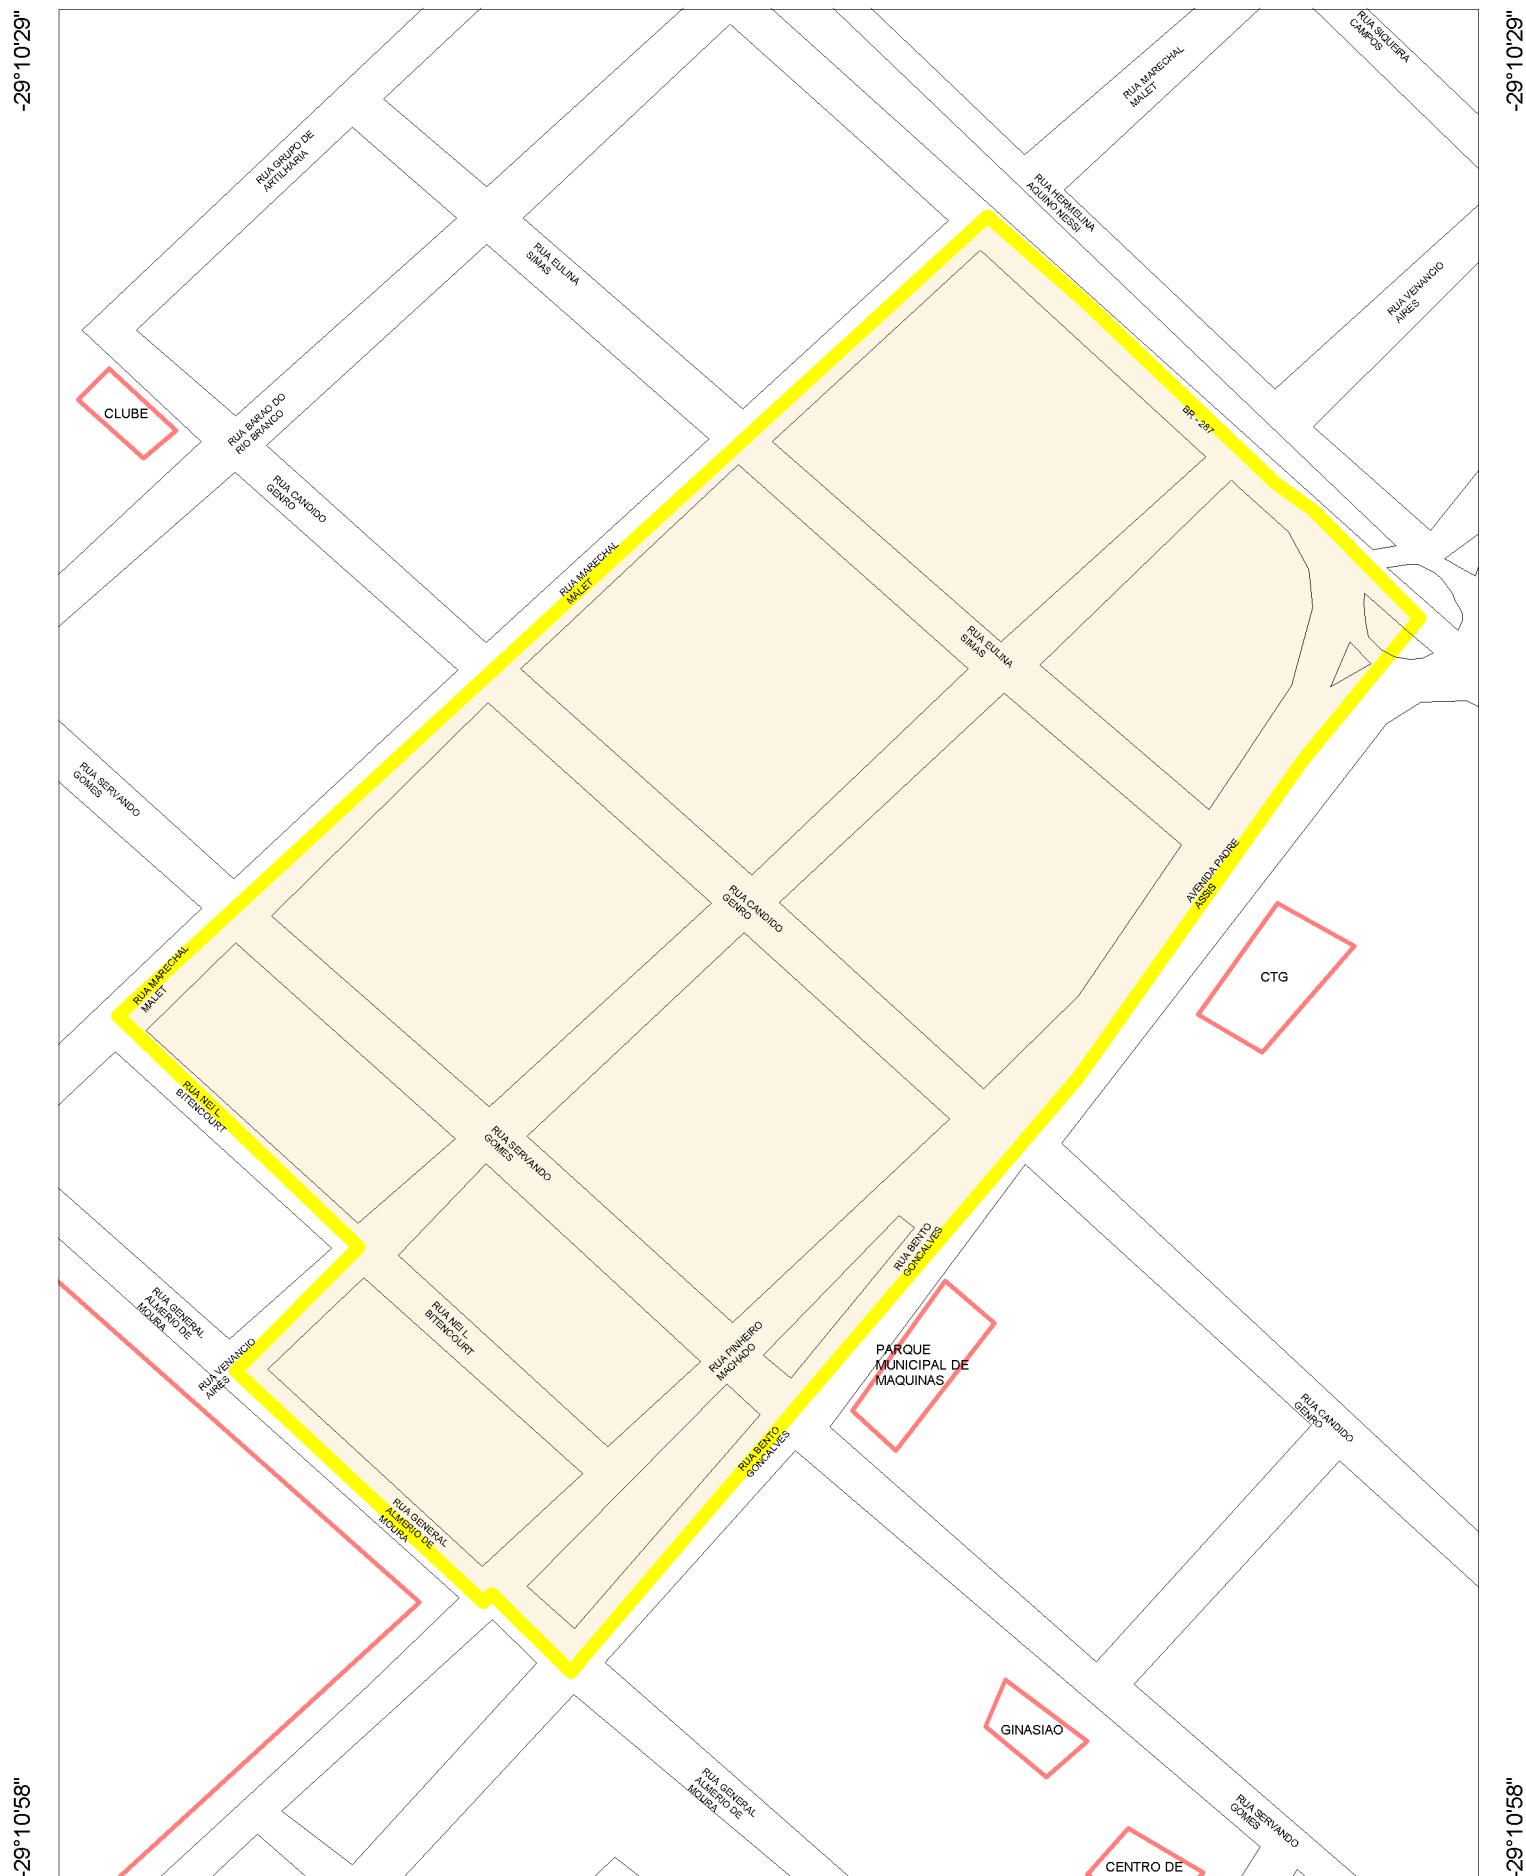 -29°10'29"
-29°10'29"
RUA SIQUEIRA
CAMPOS
RUA MARECHAL
MALET
RUA GRUPO DE
ARTILHARIA
RUA HERMELINA
AQUINO NESSI
RUA EULINA
SIMAS
RUA VENANCIO
AIRES
CLUBE
RUA BARAO DO
RIO BRANCO
BR - 287
RUA CANDIDO
GENRO
RUA MARECHAL
MALET
RUA EULINA
SIMAS
RUA SERVANDO
GOMES
AVENIDA PADRE
ASSIS
RUA CANDIDO
GENRO
RUA MARECHAL
MALET
CTG
RUA NEI L.
BITENCOURT
RUA SERVANDO
GOMES
RUA BENTO
GONCALVES
RUA GENERAL
ALMERIO DE
MOURA
RUA NEI L.
BITENCOURT
RUA PINHEIRO
MACHADO
RUA VENANCIO
AIRES
PARQUE
MUNICIPAL DE
MAQUINAS
RUA CANDIDO
GENRO
RUA BENTO
GONCALVES
RUA GENERAL
ALMERIO DE
MOURA
GINASIAO
RUA GENERAL
ALMERIO DE
MOURA
RUA SERVANDO
GOMES
CENTRO DE
-29°10'58"
-29°10'58"